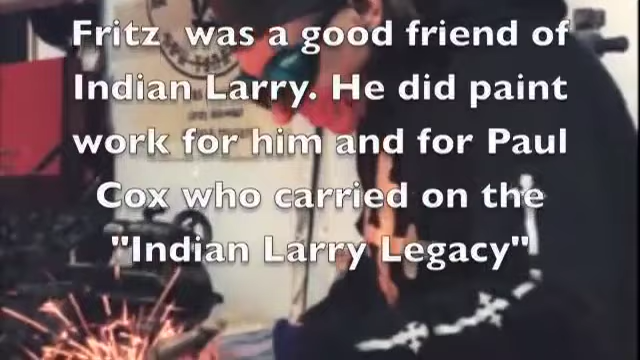 Fritz was a good friend of
Indian Larry. He did paint
work for him and for Paul
Cox who carried on the
"Indian Larry Legacy"